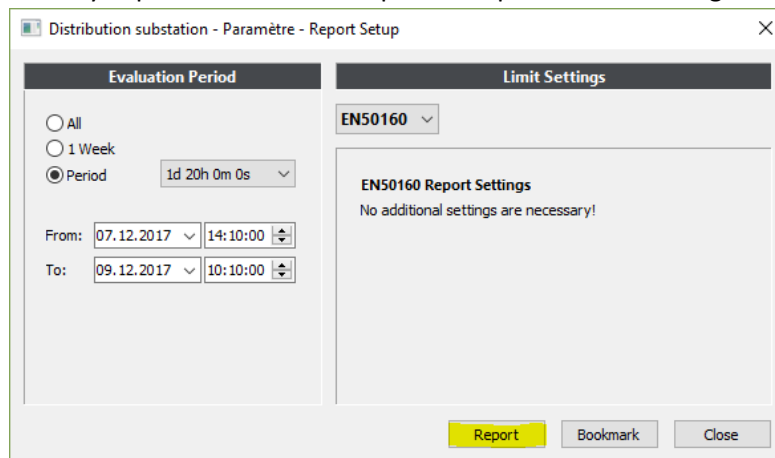 Distribution substation - Paramètre - Report Setup
Evaluation Period
All
1 Week
Period 1d 20h 0m 0s
From: 07.12.2017 14:10:00
To: 09.12.2017 10:10:00
Limit Settings
EN50160
EN50160 Report Settings
No additional settings are necessary!
Report Bookmark Close